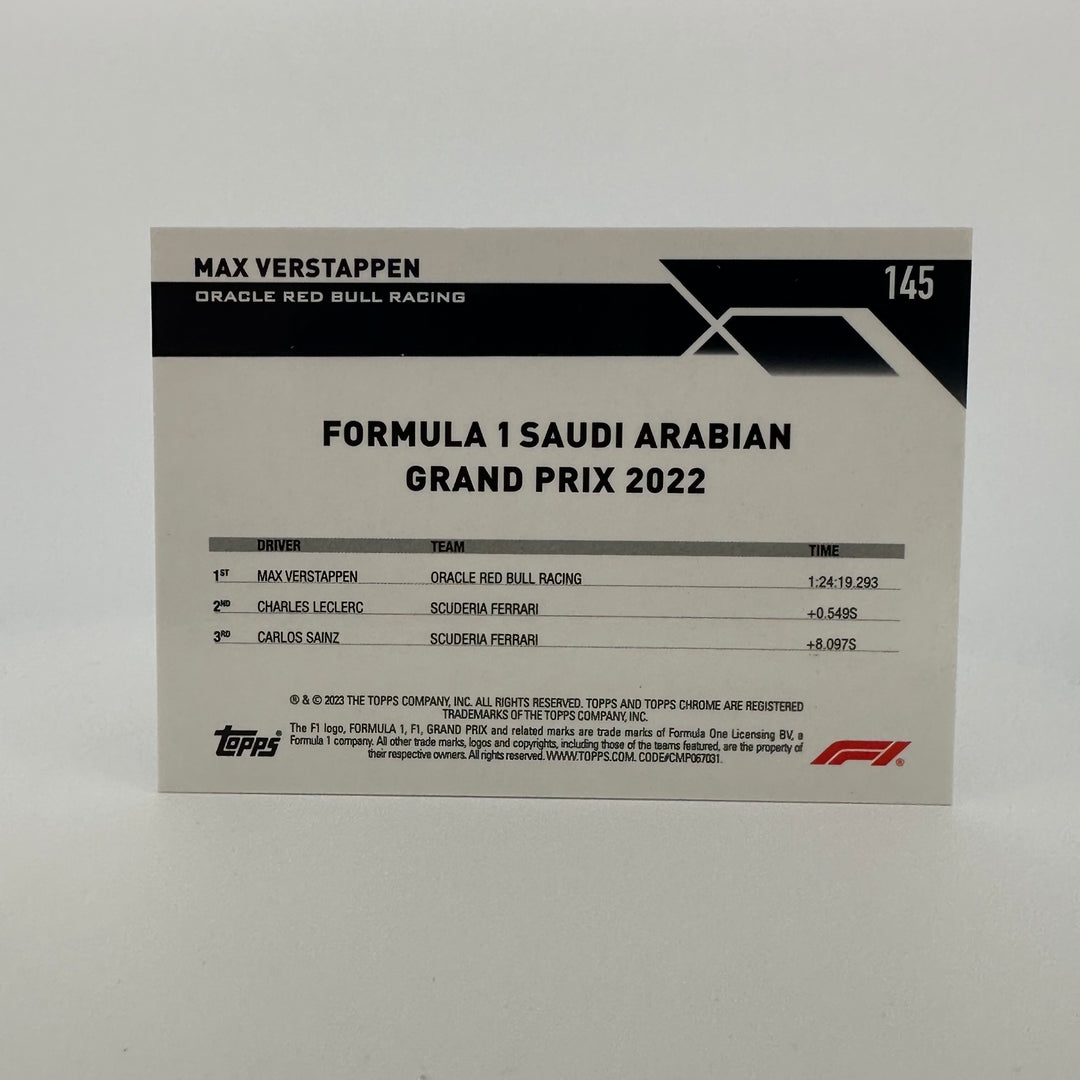 MAX VERSTAPPEN
ORACLE RED BULL RACING
145
FORMULA 1 SAUDI ARABIAN
GRAND PRIX 2022
DRIVER TEAM TIME
1ST MAX VERSTAPPEN ORACLE RED BULL RACING 1:24:19.293
2ND CHARLES LECLERC SCUDERIA FERRARI +0.549S
3RD CARLOS SAINZ SCUDERIA FERRARI +8.097S
® & © 2023 THE TOPPS COMPANY, INC. ALL RIGHTS RESERVED. TOPPS AND TOPPS CHROME ARE REGISTERED
TRADEMARKS OF THE TOPPS COMPANY, INC.
The F1 logo, FORMULA 1, F1, GRAND PRIX and related marks are trade marks of Formula One Licensing BV, a
Formula 1 company. All other trade marks, logos and copyrights, including those of the teams featured, are the property of
their respective owners. All rights reserved. WWW.TOPPS.COM. CODE#CMP067031.
topps®
F1®